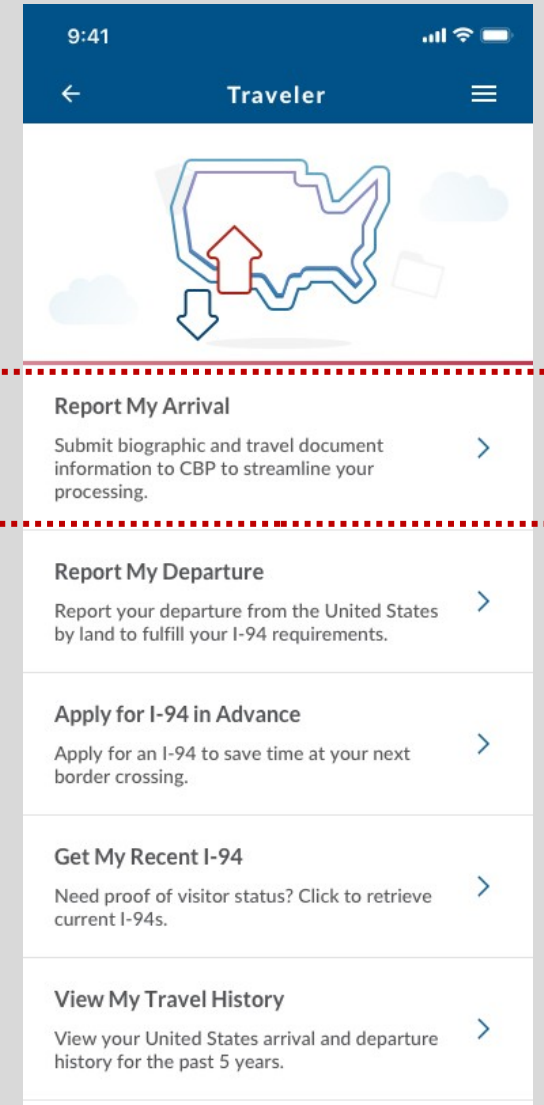 9:41
Traveler
Report My Arrival
Submit biographic and travel document
information to CBP to streamline your
processing.
Report My Departure
Report your departure from the United States
by land to fulfill your I-94 requirements.
Apply for I-94 in Advance
Apply for an I-94 to save time at your next
border crossing.
Get My Recent I-94
Need proof of visitor status? Click to retrieve
current I-94s.
View My Travel History
View your United States arrival and departure
history for the past 5 years.